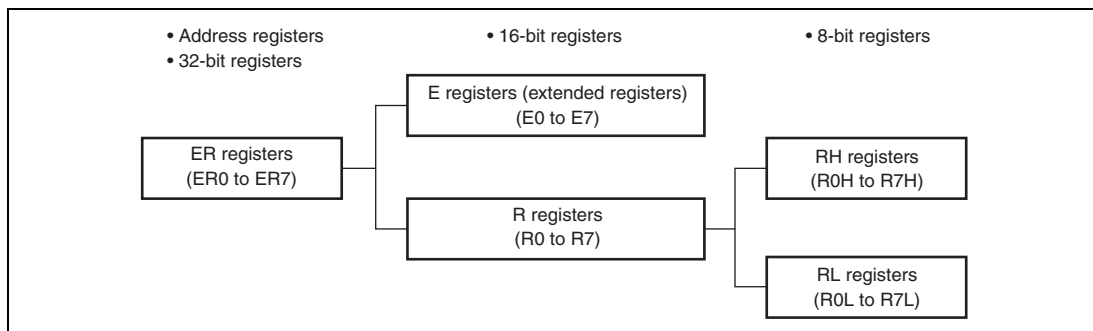 • Address registers
• 32-bit registers
• 16-bit registers
• 8-bit registers
E registers (extended registers)
(E0 to E7)
ER registers
(ER0 to ER7)
RH registers
(R0H to R7H)
R registers
(R0 to R7)
RL registers
(R0L to R7L)